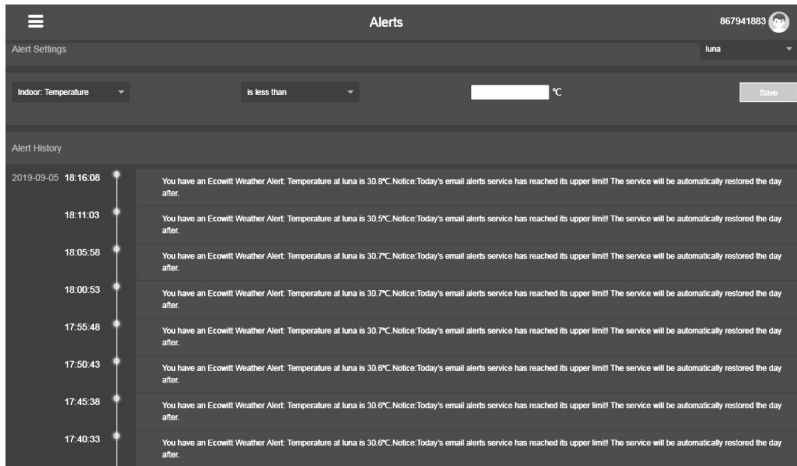 Alerts
867941883
Alert Settings
luna
Indoor: Temperature
is less than
℃
Save
Alert History
2019-09-05 18:16:08
You have an Ecowitt Weather Alert: Temperature at luna is 30.8℃.Notice:Today's email alerts service has reached its upper limit! The service will be automatically restored the day
after.
18:11:03
You have an Ecowitt Weather Alert: Temperature at luna is 30.5℃.Notice:Today's email alerts service has reached its upper limit! The service will be automatically restored the day
after.
18:05:58
You have an Ecowitt Weather Alert: Temperature at luna is 30.7℃.Notice:Today's email alerts service has reached its upper limit! The service will be automatically restored the day
after.
18:00:53
You have an Ecowitt Weather Alert: Temperature at luna is 30.7℃.Notice:Today's email alerts service has reached its upper limit! The service will be automatically restored the day
after.
17:55:48
You have an Ecowitt Weather Alert: Temperature at luna is 30.7℃.Notice:Today's email alerts service has reached its upper limit! The service will be automatically restored the day
after.
17:50:43
You have an Ecowitt Weather Alert: Temperature at luna is 30.6℃.Notice:Today's email alerts service has reached its upper limit! The service will be automatically restored the day
after.
17:45:38
You have an Ecowitt Weather Alert: Temperature at luna is 30.6℃.Notice:Today's email alerts service has reached its upper limit! The service will be automatically restored the day
after.
17:40:33
You have an Ecowitt Weather Alert: Temperature at luna is 30.6℃.Notice:Today's email alerts service has reached its upper limit! The service will be automatically restored the day
after.